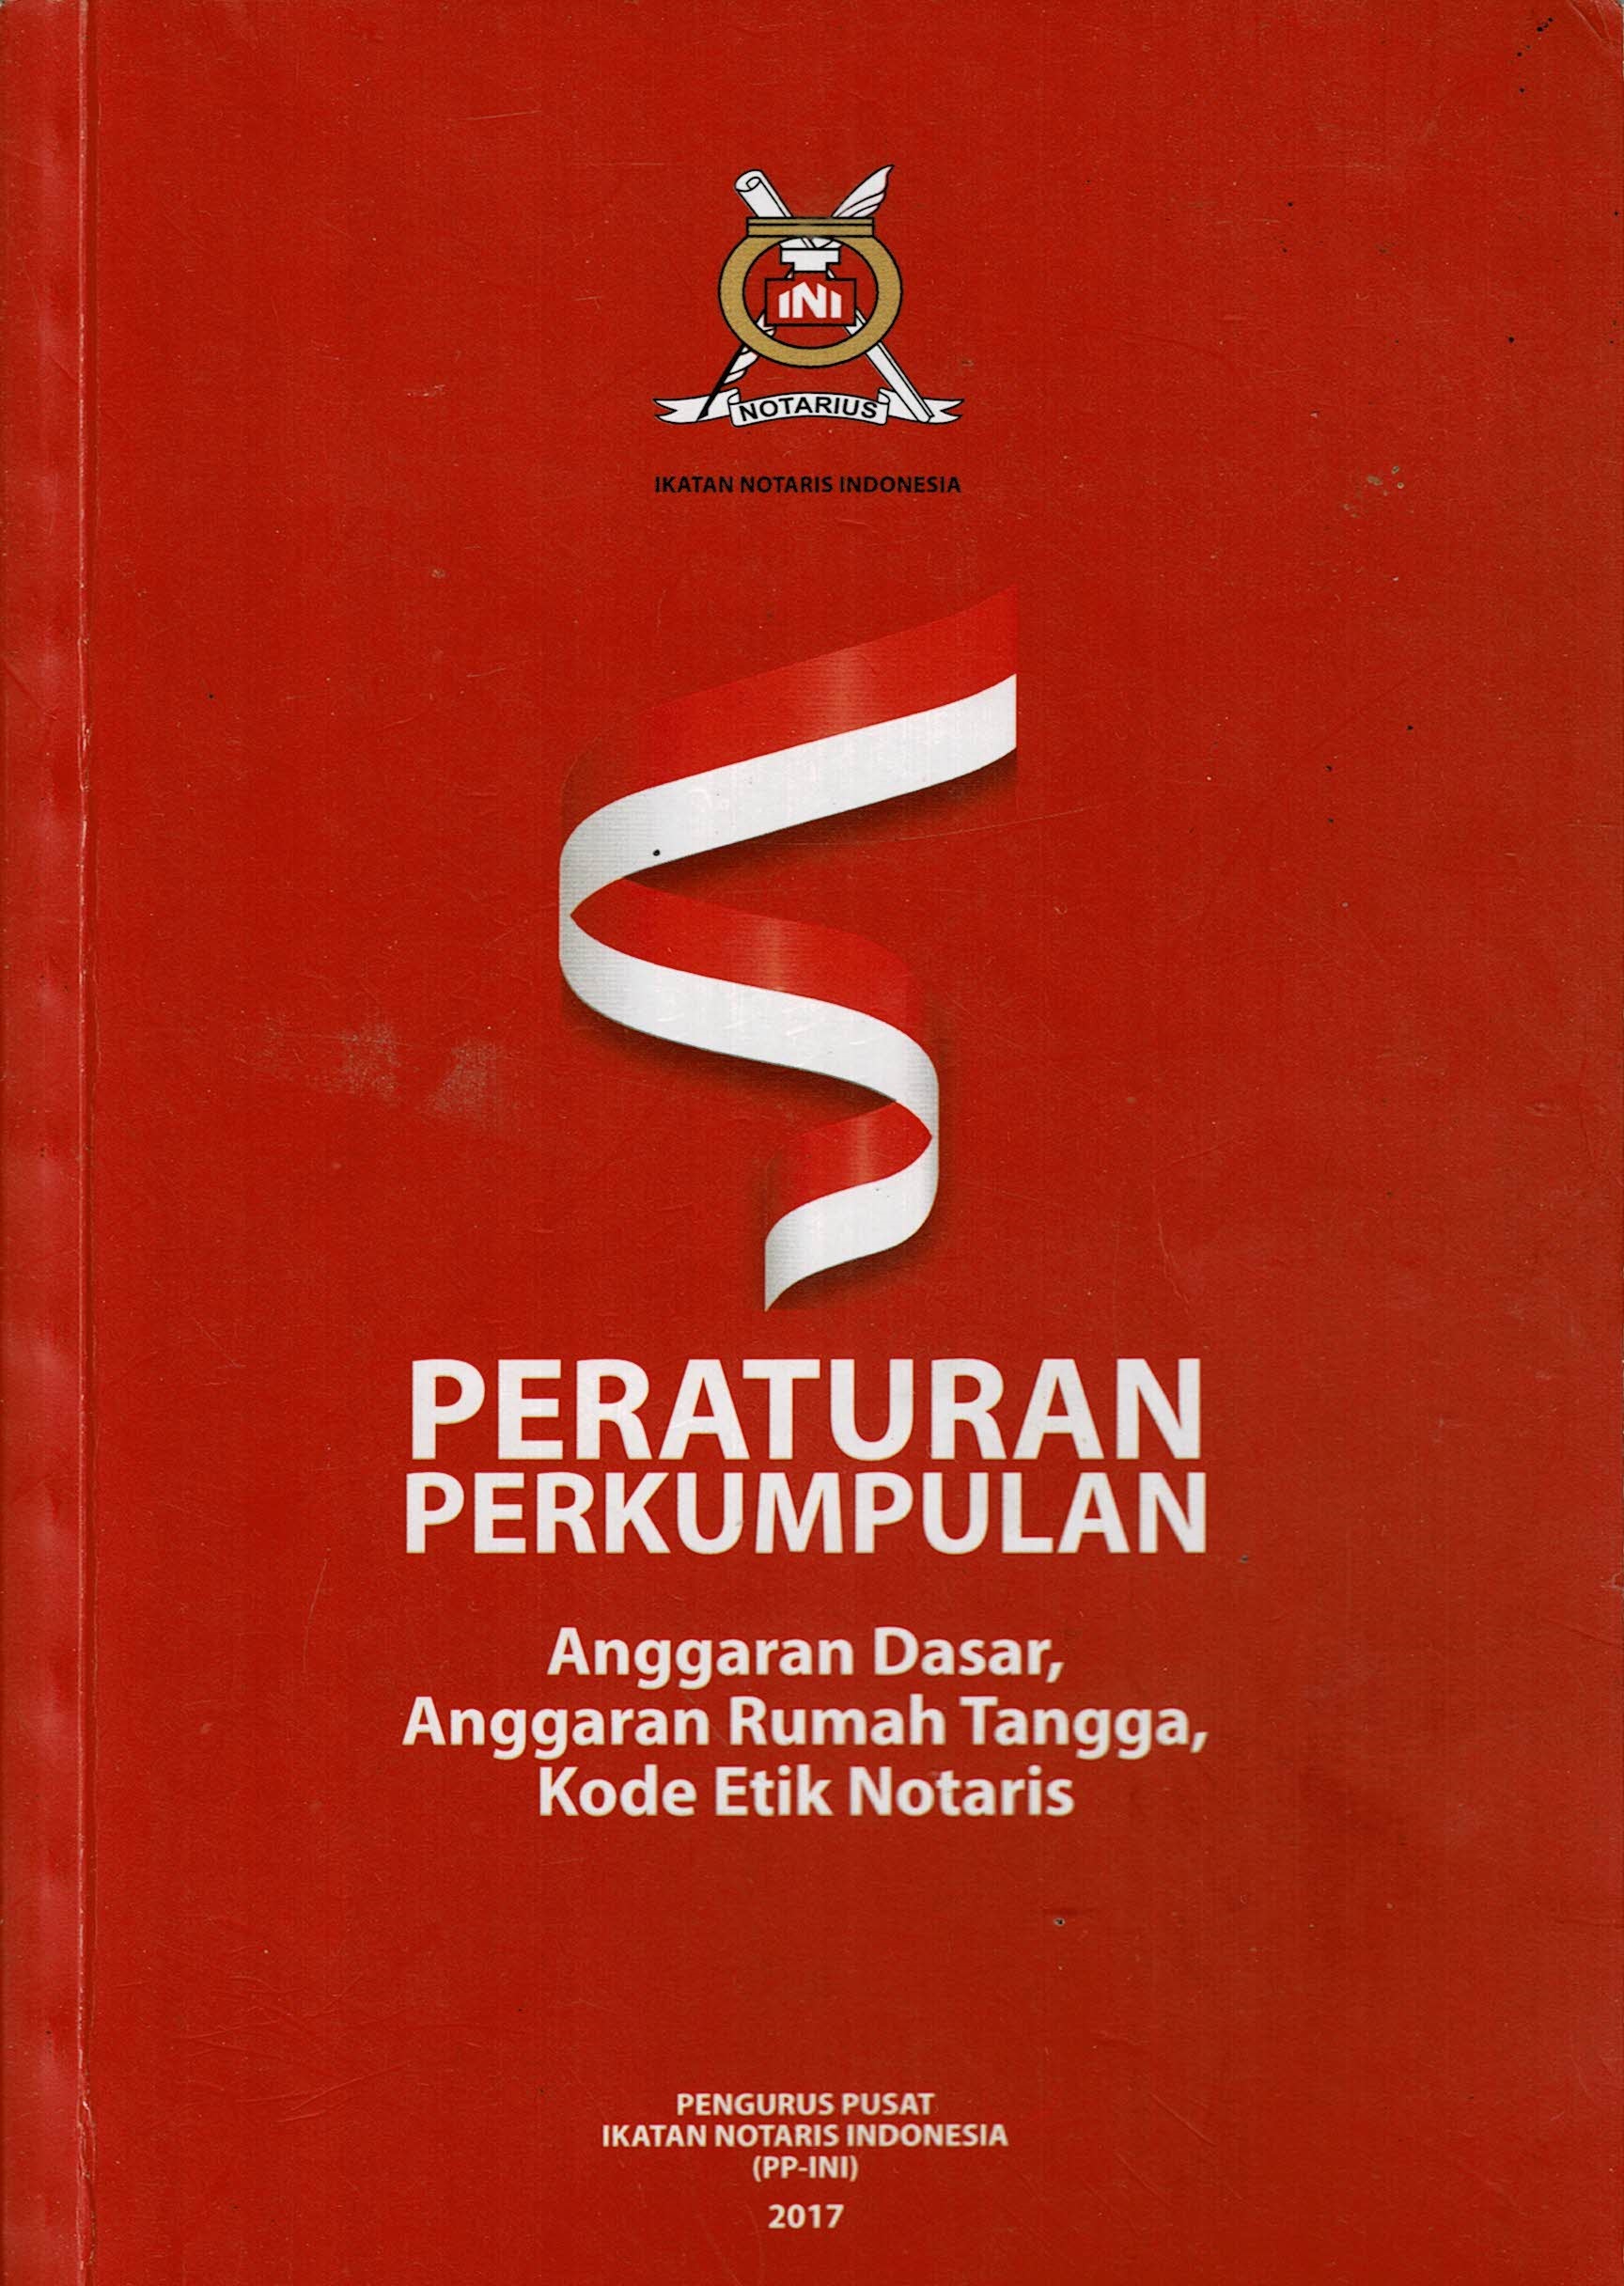 INI
NOTARIUS
IKATAN NOTARIS INDONESIA
PERATURAN
PERKUMPULAN
Anggaran Dasar,
Anggaran Rumah Tangga,
Kode Etik Notaris
PENGURUS PUSAT
IKATAN NOTARIS INDONESIA
(PP-INI)
2017